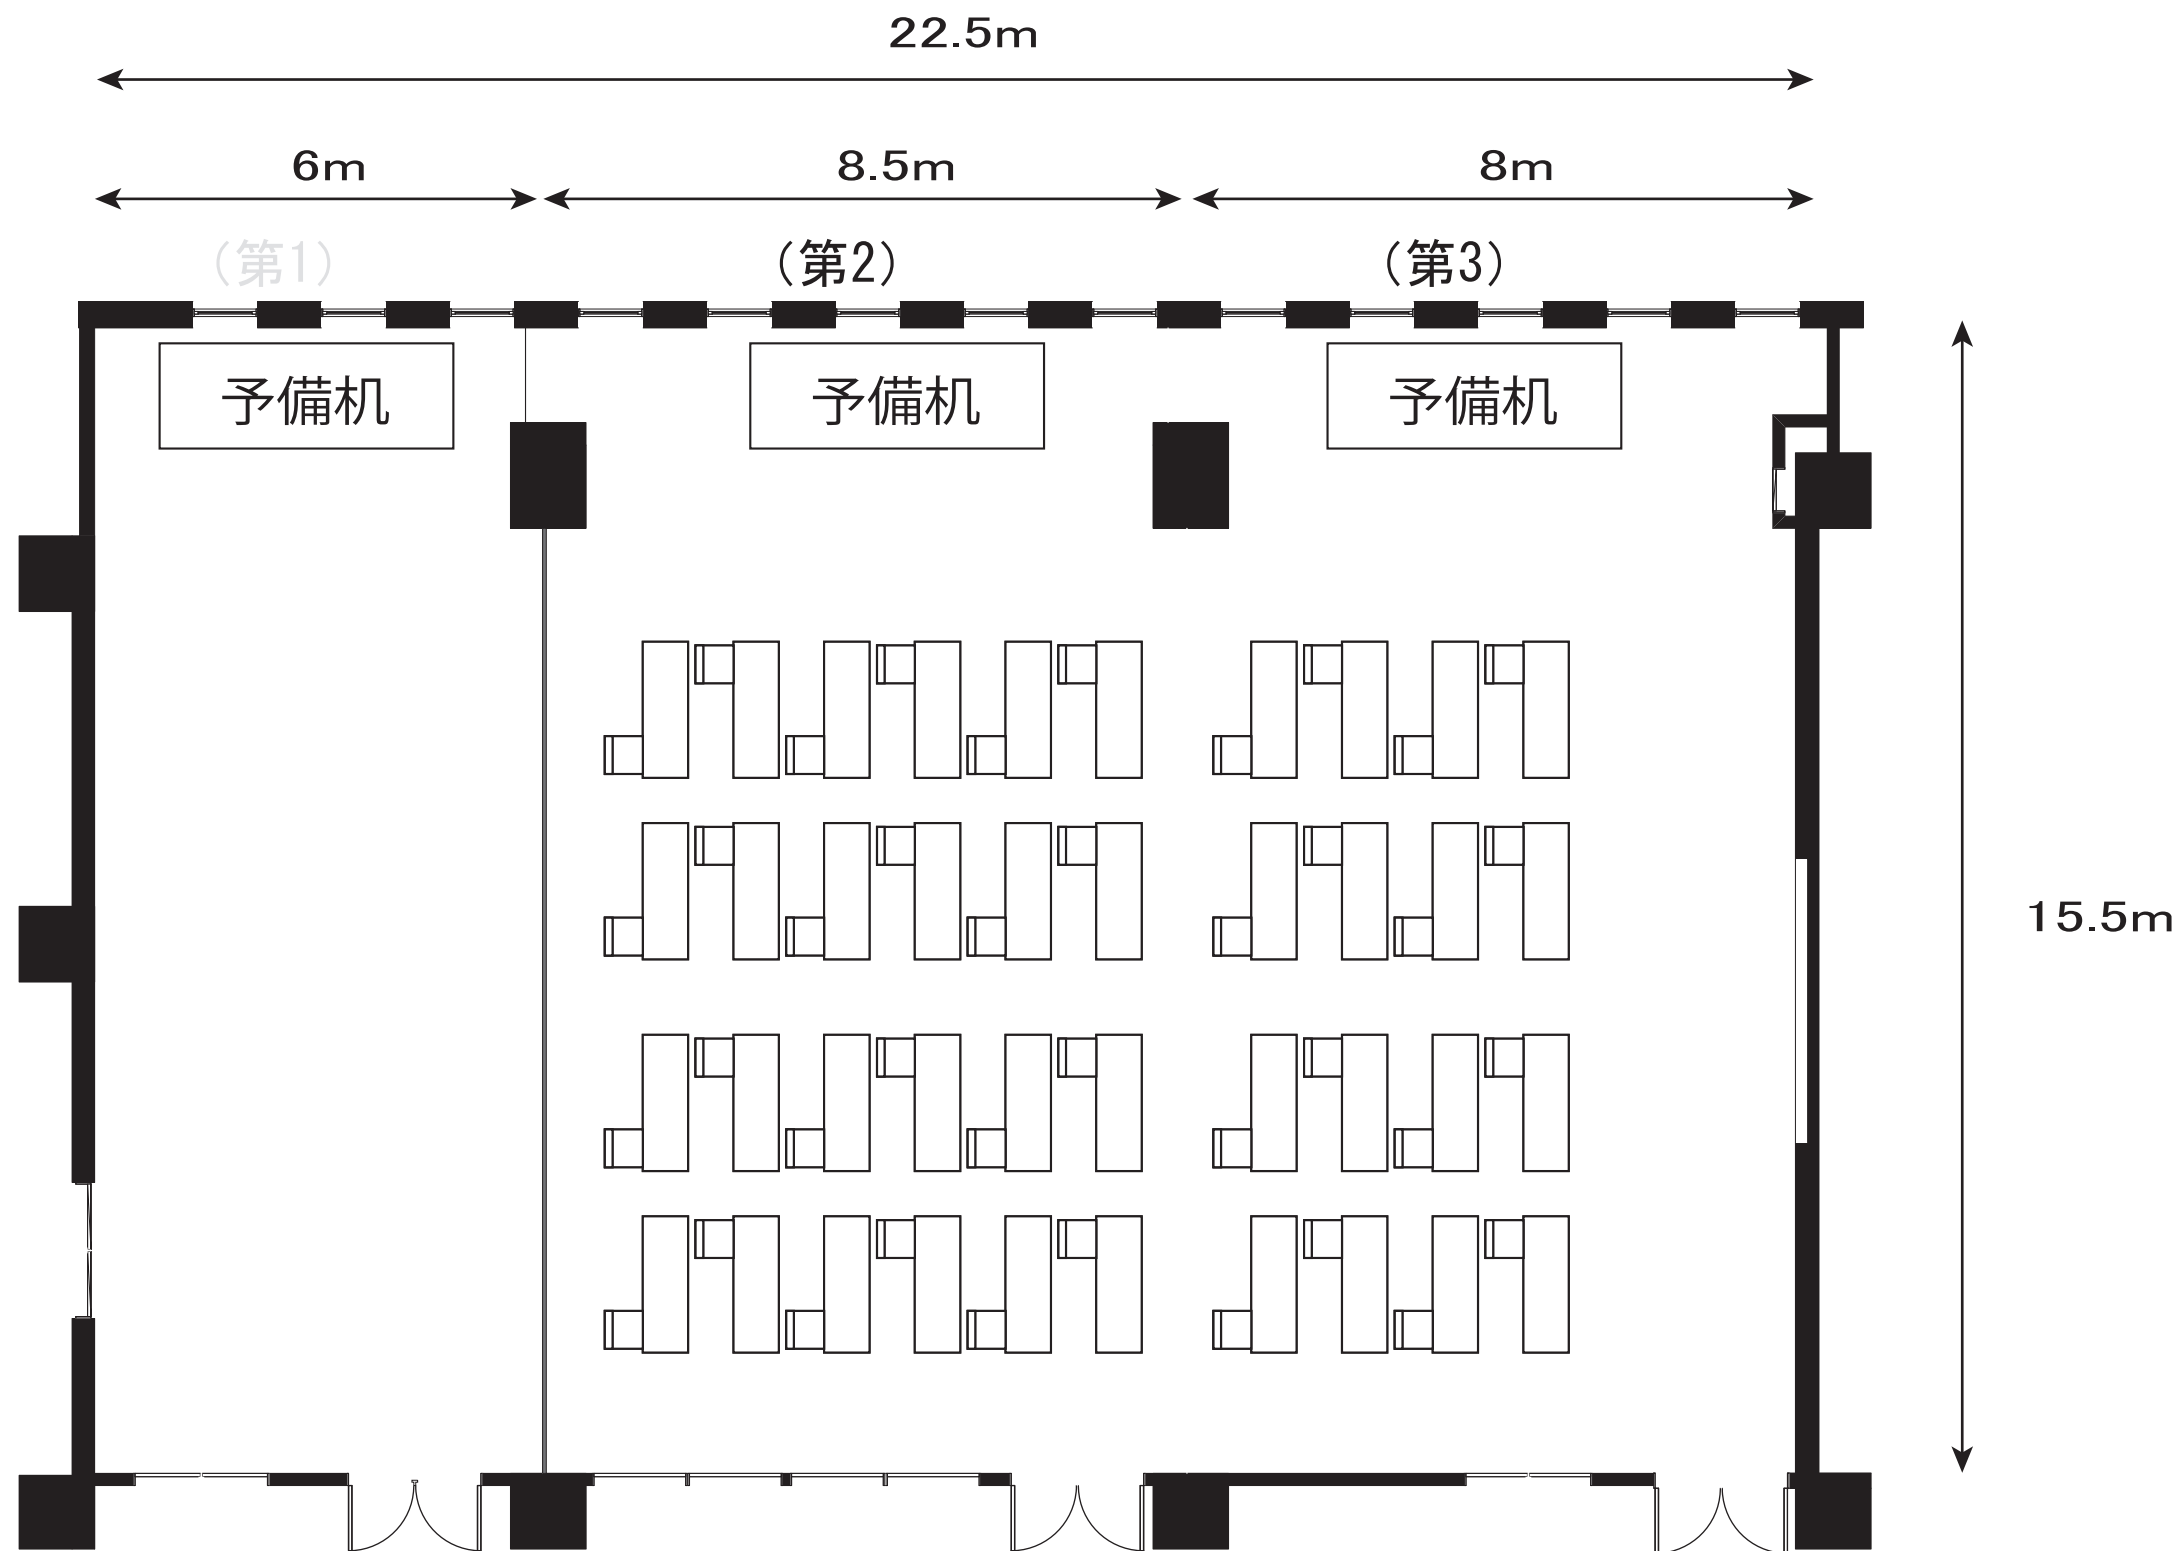 22.5m
6m 8.5m 8m
(第1) (第2) (第3)
予備机 予備机 予備机
15.5m